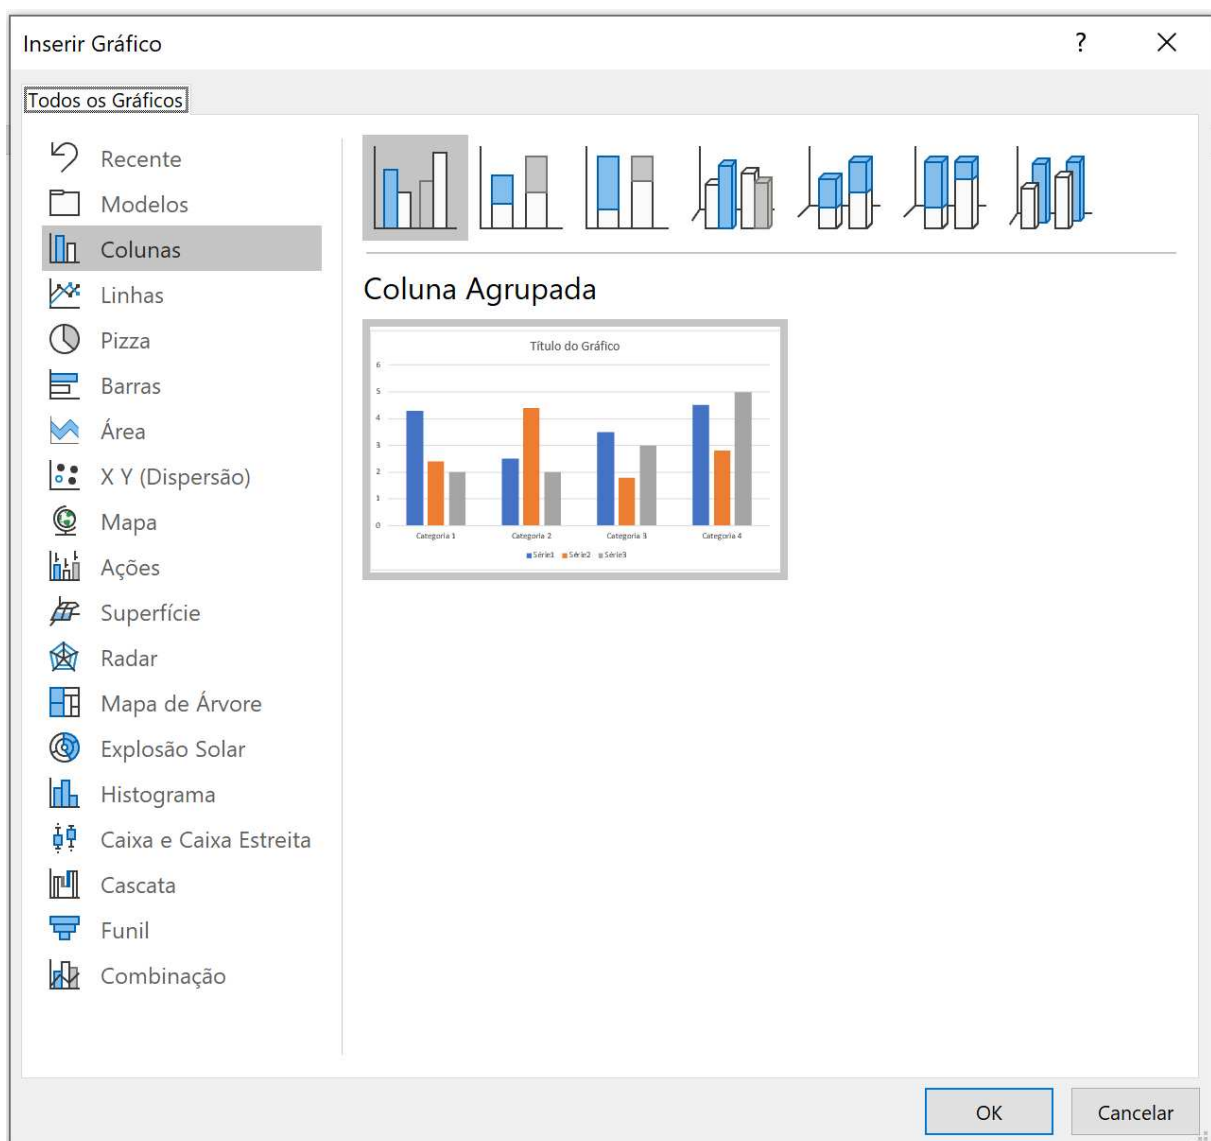 Inserir Gráfico
?
Todos os Gráficos
Recente
Modelos
Colunas
Linhas
Pizza
Barras
Área
X Y (Dispersão)
Mapa
Ações
Superfície
Radar
Mapa de Árvore
Explosão Solar
Histograma
Caixa e Caixa Estreita
Cascata
Funil
Combinação
Coluna Agrupada
Título do Gráfico
6
5
4
3
2
1
0
Categoria 1 Categoria 2 Categoria 3 Categoria 4
Série1 Série2 Série3
OK Cancelar